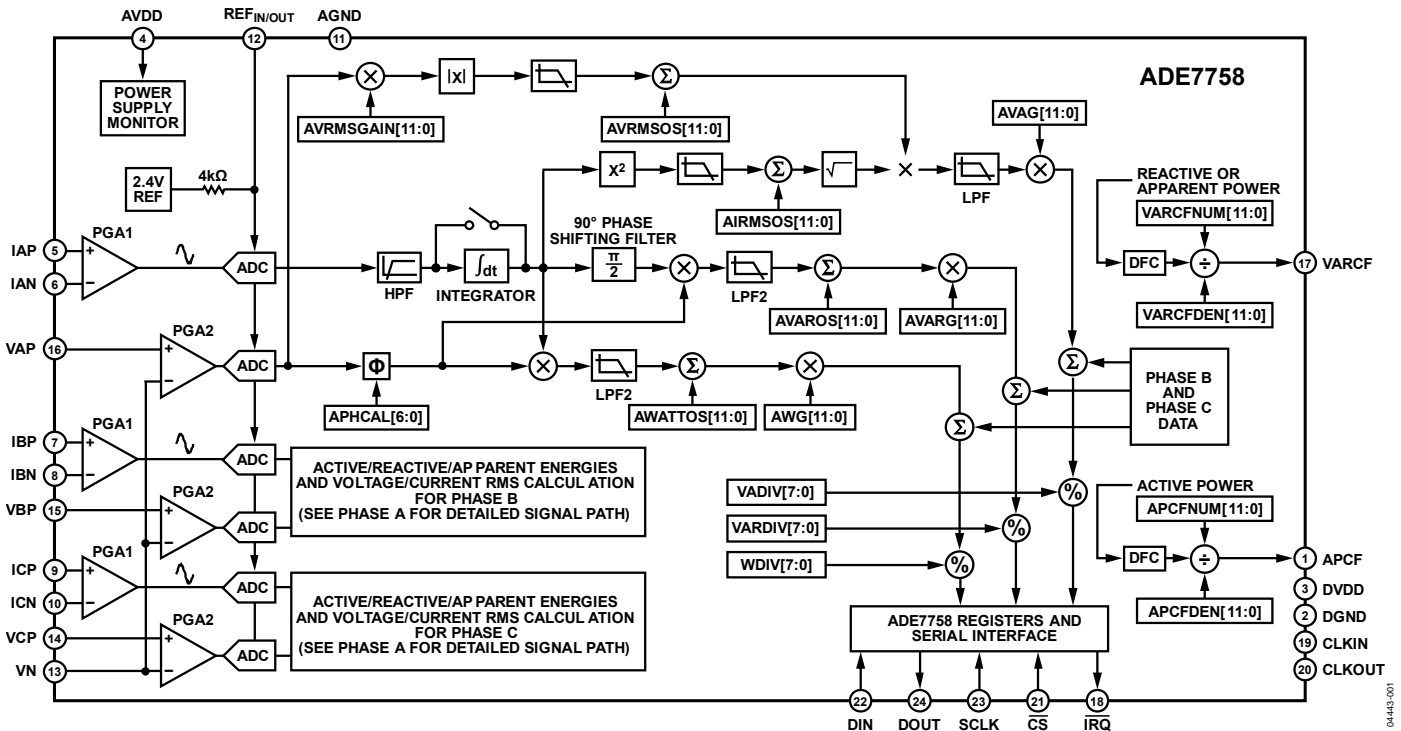 AVDD
REFIN/OUT
AGND
4
12
11
ADE7758
POWER
SUPPLY
MONITOR
|x|
Σ
AVRMSGAIN[11:0]
AVRMSOS[11:0]
AVAG[11:0]
2.4V
REF
4kΩ
X²
Σ
√
LPF
AIRMSOS[11:0]
REACTIVE OR
APPARENT POWER
VARCFNUM[11:0]
DFC
÷
17 VARCF
VARCFDEN[11:0]
IAP 5
IAN 6
PGA1
+
−
ADC
HPF
∫dt
INTEGRATOR
90° PHASE
SHIFTING FILTER
π
2
LPF2
Σ
AVAROS[11:0]
AVARG[11:0]
VAP 16
PGA2
+
−
ADC
Φ
APHCAL[6:0]
LPF2
Σ
AWATTOS[11:0]
AWG[11:0]
Σ
Σ
Σ
PHASE B
AND
PHASE C
DATA
IBP 7
IBN 8
PGA1
+
−
ADC
VBP 15
PGA2
+
−
ADC
ACTIVE/REACTIVE/AP PARENT ENERGIES
AND VOLTAGE/CURRENT RMS CALCUL ATION
FOR PHASE B
(SEE PHASE A FOR DETAILED SIGNAL PATH)
VADIV[7:0]
%
VARDIV[7:0]
%
WDIV[7:0]
%
ACTIVE POWER
APCFNUM[11:0]
DFC
÷
APCFDEN[11:0]
1 APCF
3 DVDD
2 DGND
19 CLKIN
20 CLKOUT
ICP 9
ICN 10
PGA1
+
−
ADC
VCP 14
VN 13
PGA2
+
−
ADC
ACTIVE/REACTIVE/AP PARENT ENERGIES
AND VOLTAGE/CURRENT RMS CALCUL ATION
FOR PHASE C
(SEE PHASE A FOR DETAILED SIGNAL PATH)
ADE7758 REGISTERS AND
SERIAL INTERFACE
22
24
23
21
18
DIN
DOUT
SCLK
CS
IRQ
04443-001